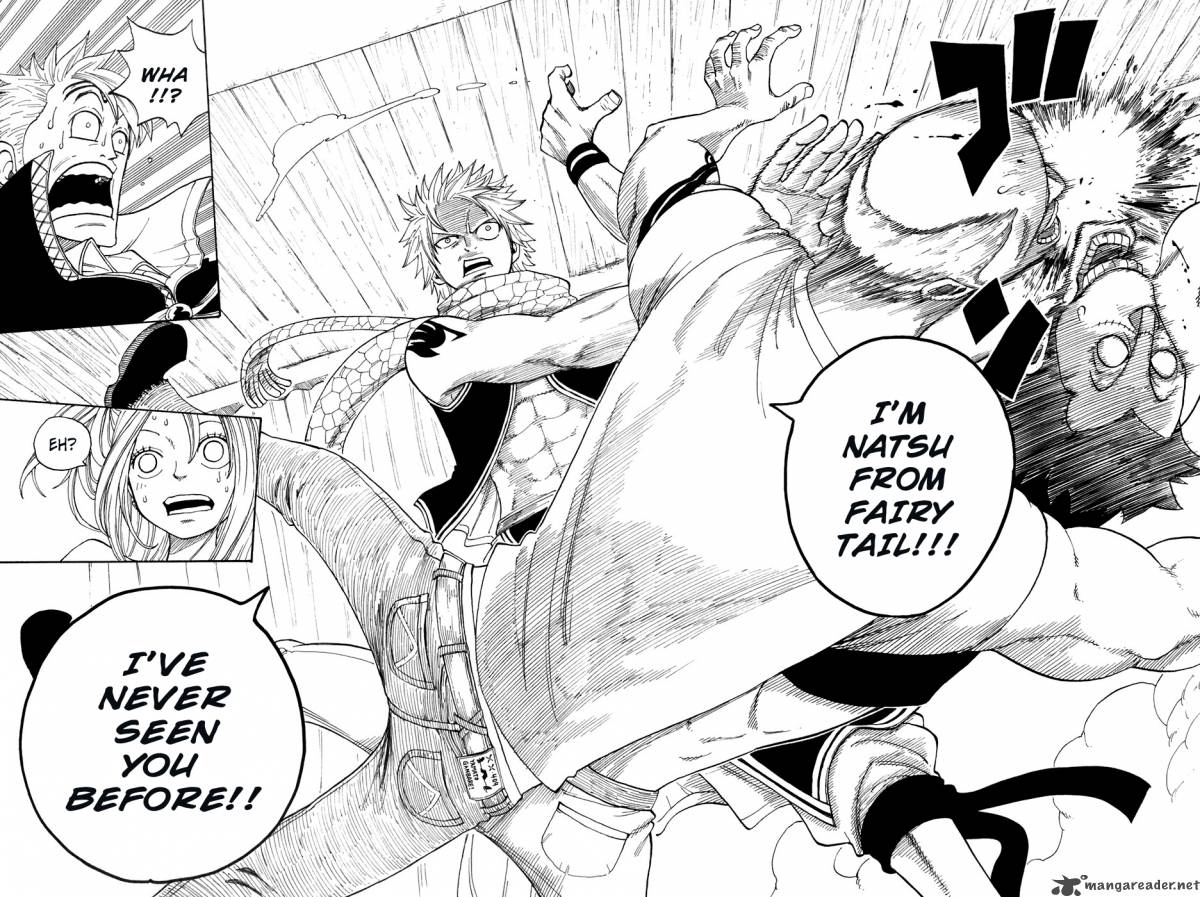 WHA
!!?
I'M
NATSU
FROM
FAIRY
TAIL!!!
EH?
I'VE
NEVER
SEEN
YOU
BEFORE!!
mangareader.net